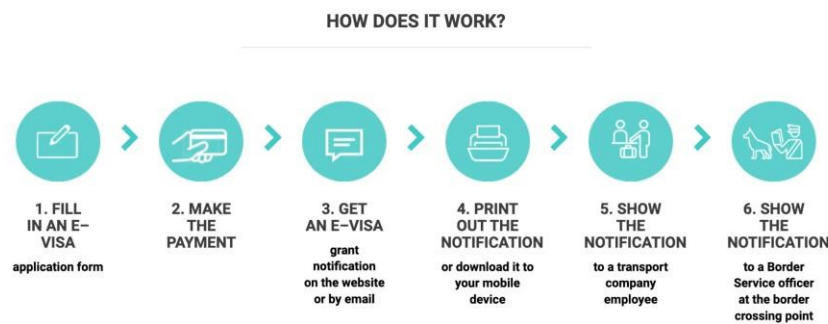 HOW DOES IT WORK?
1. FILL
IN AN E–
VISA
application form
2. MAKE
THE
PAYMENT
3. GET
AN E–VISA
grant
notification
on the website
or by email
4. PRINT
OUT THE
NOTIFICATION
or download it to
your mobile
device
5. SHOW
THE
NOTIFICATION
to a transport
company
employee
6. SHOW
THE
NOTIFICATION
to a Border
Service officer
at the border
crossing point